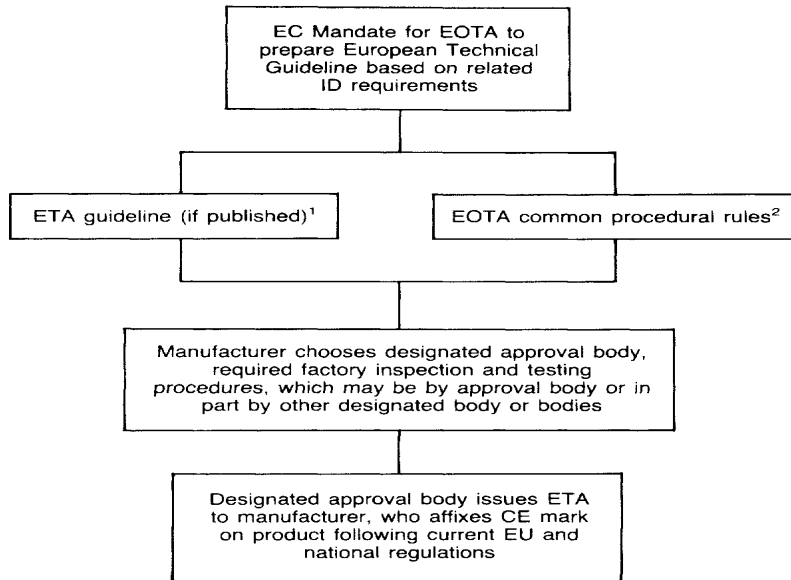 EC Mandate for EOTA to
prepare European Technical
Guideline based on related
ID requirements
ETA guideline (if published)¹
EOTA common procedural rules²
Manufacturer chooses designated approval body,
required factory inspection and testing
procedures, which may be by approval body or in
part by other designated body or bodies
Designated approval body issues ETA
to manufacturer, who affixes CE mark
on product following current EU and
national regulations